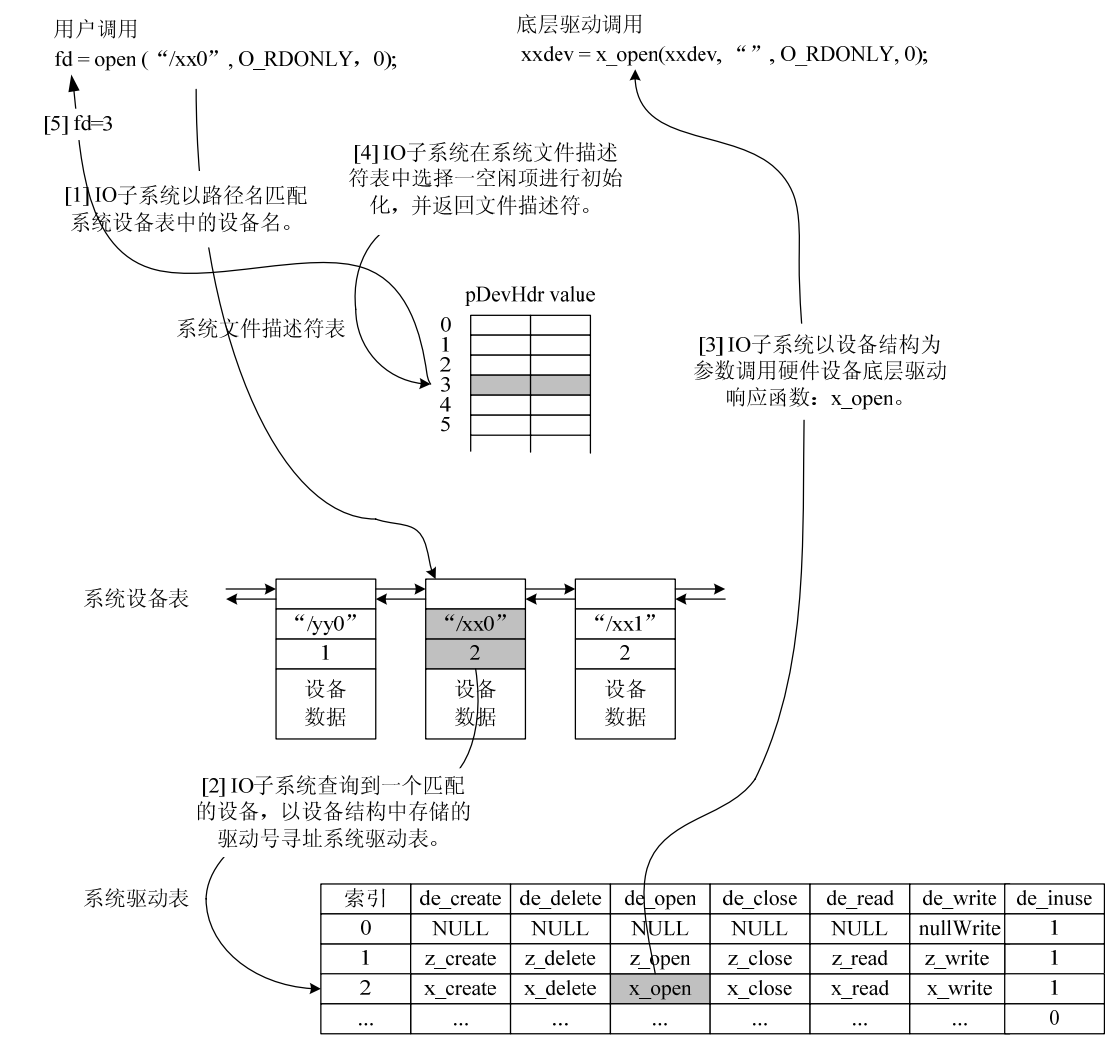 用户调用
fd = open (“/xx0”, O_RDONLY，0);
底层驱动调用
xxdev = x_open(xxdev, “”, O_RDONLY, 0);
[5] fd=3
[4] IO子系统在系统文件描述
符表中选择一空闲项进行初始
化，并返回文件描述符。
[1] IO子系统以路径名匹配
系统设备表中的设备名。
pDevHdr value
系统文件描述符表
0
1
2
3
4
5
[3] IO子系统以设备结构为
参数调用硬件设备底层驱动
响应函数：x_open。
系统设备表
“/yy0” “/xx0” “/xx1”
1 2 2
设备 设备 设备
数据 数据 数据
[2] IO子系统查询到一个匹配
的设备，以设备结构中存储的
驱动号寻址系统驱动表。
系统驱动表
索引 de_create de_delete de_open de_close de_read de_write de_inuse
0 NULL NULL NULL NULL NULL nullWrite 1
1 z_create z_delete z_open z_close z_read z_write 1
2 x_create x_delete x_open x_close x_read x_write 1
... ... ... ... ... ... ... 0